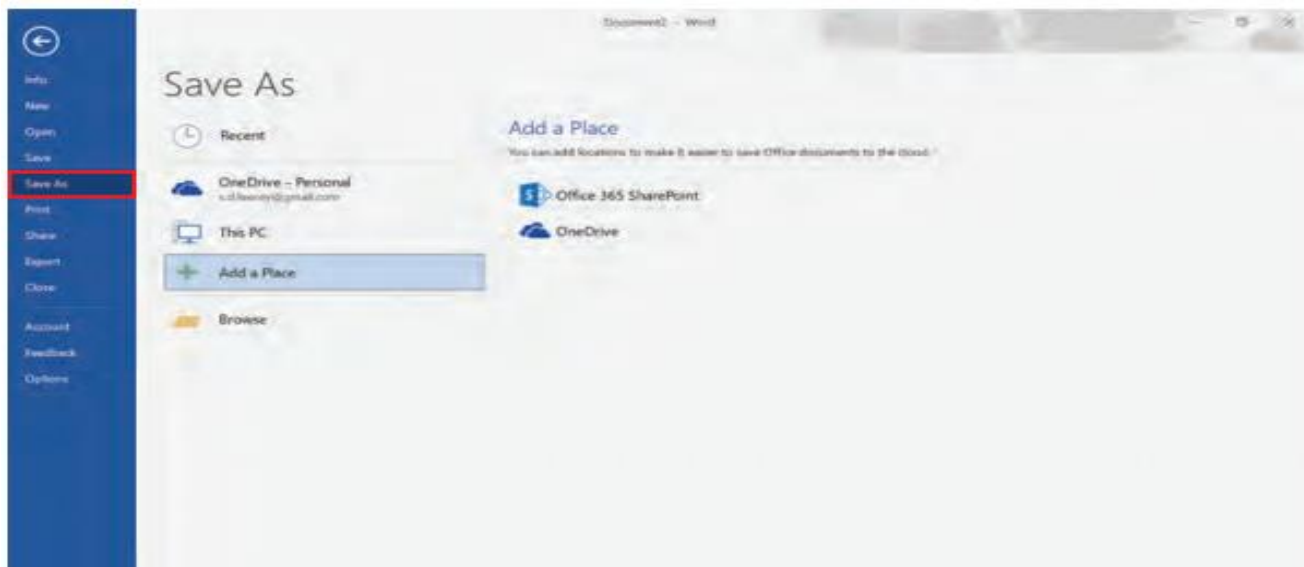 Document2 - Word
Info
New
Open
Save
Save As
Print
Share
Export
Close
Account
Feedback
Options
Save As
Recent
OneDrive – Personal
This PC
Add a Place
Browse
Add a Place
You can add locations to make it easier to save Office documents to the cloud.
Office 365 SharePoint
OneDrive